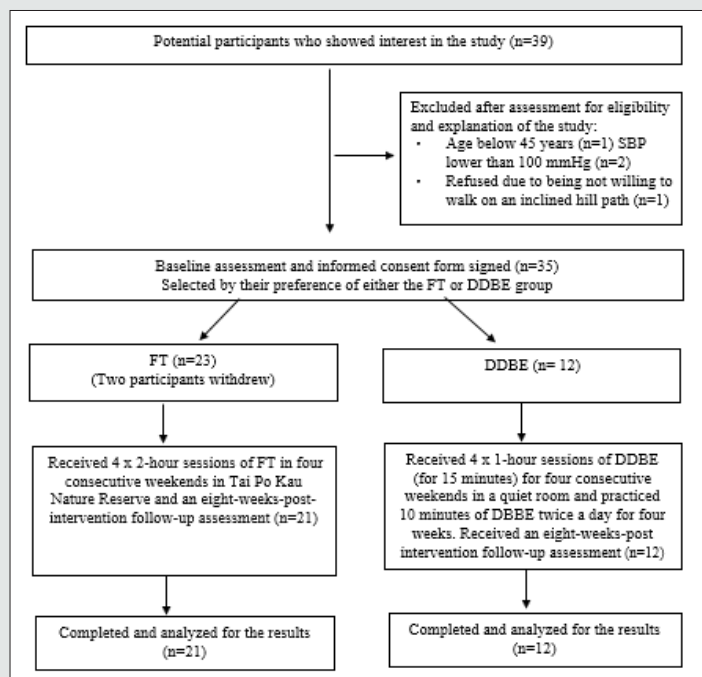 Potential participants who showed interest in the study (n=39)
Excluded after assessment for eligibility
and explanation of the study:
• Age below 45 years (n=1) SBP
lower than 100 mmHg (n=2)
• Refused due to being not willing to
walk on an inclined hill path (n=1)
Baseline assessment and informed consent form signed (n=35)
Selected by their preference of either the FT or DDBE group
FT (n=23)
(Two participants withdrew)
DDBE (n= 12)
Received 4 x 2-hour sessions of FT in four
consecutive weekends in Tai Po Kau
Nature Reserve and an eight-weeks-post-
intervention follow-up assessment (n=21)
Received 4 x 1-hour sessions of DDBE
(for 15 minutes) for four consecutive
weekends in a quiet room and practiced
10 minutes of DBBE twice a day for four
weeks. Received an eight-weeks-post
intervention follow-up assessment (n=12)
Completed and analyzed for the results
(n=21)
Completed and analyzed for the results
(n=12)